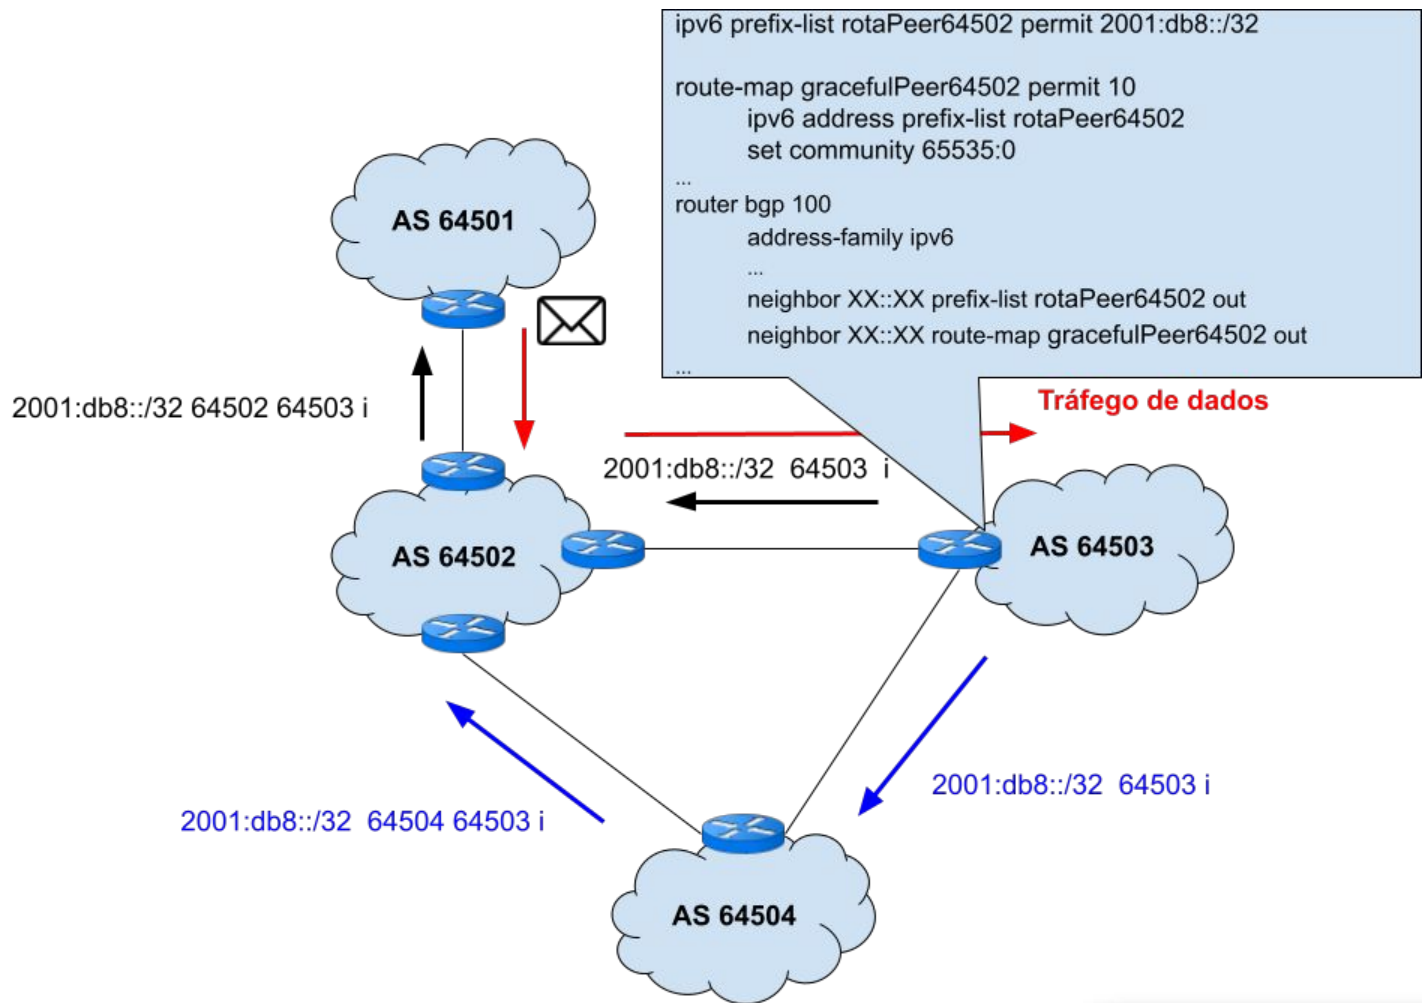 ipv6 prefix-list rotaPeer64502 permit 2001:db8::/32
route-map gracefulPeer64502 permit 10
ipv6 address prefix-list rotaPeer64502
set community 65535:0
...
router bgp 100
address-family ipv6
...
neighbor XX::XX prefix-list rotaPeer64502 out
neighbor XX::XX route-map gracefulPeer64502 out
...
AS 64501
2001:db8::/32 64502 64503 i
Tráfego de dados
2001:db8::/32 64503 i
AS 64502
AS 64503
2001:db8::/32 64503 i
2001:db8::/32 64504 64503 i
AS 64504